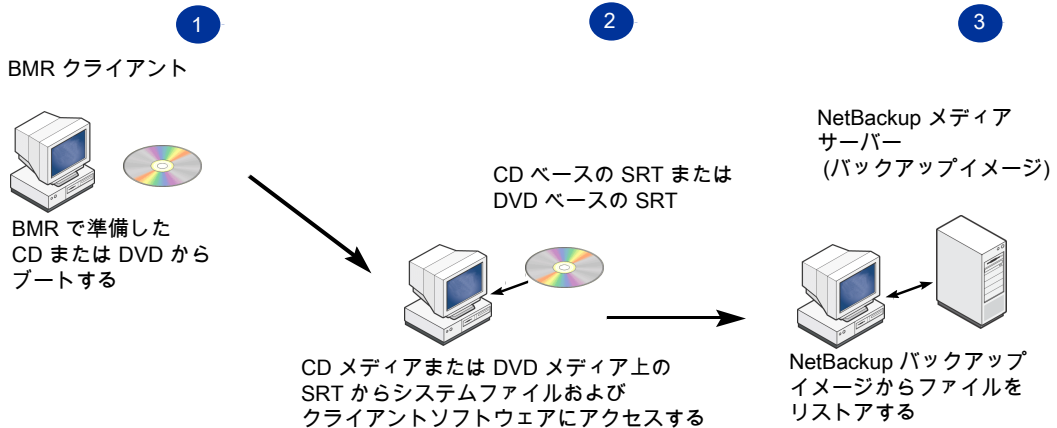 1
BMR クライアント
BMR で準備した
CD または DVD から
ブートする
2
CD ベースの SRT または
DVD ベースの SRT
CD メディアまたは DVD メディア上の
SRT からシステムファイルおよび
クライアントソフトウェアにアクセスする
3
NetBackup メディア
サーバー
(バックアップイメージ)
NetBackup バックアップ
イメージからファイルを
リストアする